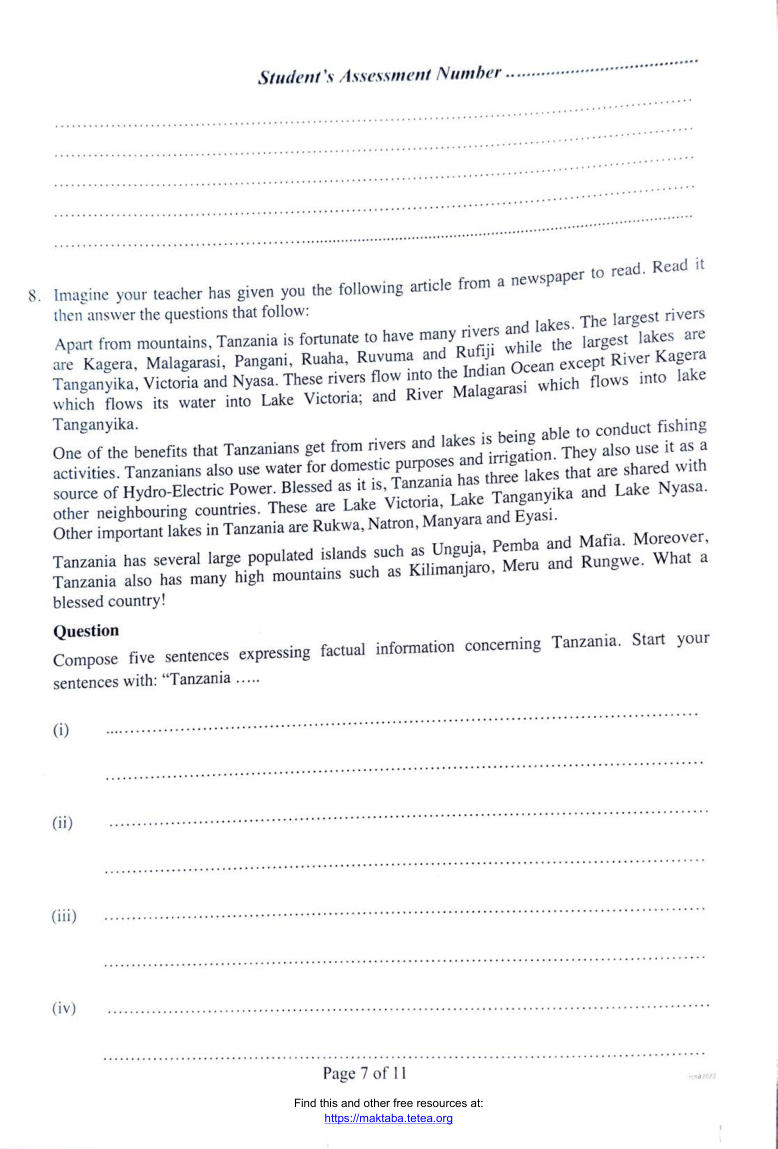 Student's Assessment Number ..............................................
8. Imagine your teacher has given you the following article from a newspaper to read. Read it
then answer the questions that follow:
Apart from mountains, Tanzania is fortunate to have many rivers and lakes. The largest rivers
are Kagera, Malagarasi, Pangani, Ruaha, Ruvuma and Rufiji while the largest lakes are
Tanganyika, Victoria and Nyasa. These rivers flow into the Indian Ocean except River Kagera
which flows its water into Lake Victoria; and River Malagarasi which flows into lake
Tanganyika.
One of the benefits that Tanzanians get from rivers and lakes is being able to conduct fishing
activities. Tanzanians also use water for domestic purposes and irrigation. They also use it as a
source of Hydro-Electric Power. Blessed as it is, Tanzania has three lakes that are shared with
other neighbouring countries. These are Lake Victoria, Lake Tanganyika and Lake Nyasa.
Other important lakes in Tanzania are Rukwa, Natron, Manyara and Eyasi.
Tanzania has several large populated islands such as Unguja, Pemba and Mafia. Moreover,
Tanzania also has many high mountains such as Kilimanjaro, Meru and Rungwe. What a
blessed country!
Question
Compose five sentences expressing factual information concerning Tanzania. Start your
sentences with: “Tanzania …..
(i)
(ii)
(iii)
(iv)
Page 7 of 11
Find this and other free resources at:
https://maktaba.tetea.org